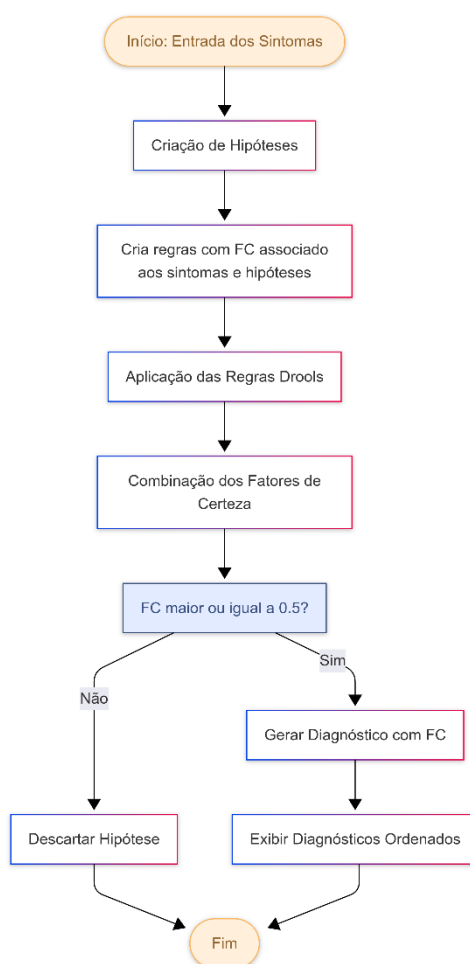 Início: Entrada dos Sintomas
Criação de Hipóteses
Cria regras com FC associado
aos sintomas e hipóteses
Aplicação das Regras Drools
Combinação dos Fatores de
Certeza
FC maior ou igual a 0.5?
Sim
Não
Gerar Diagnóstico com FC
Descartar Hipótese
Exibir Diagnósticos Ordenados
Fim